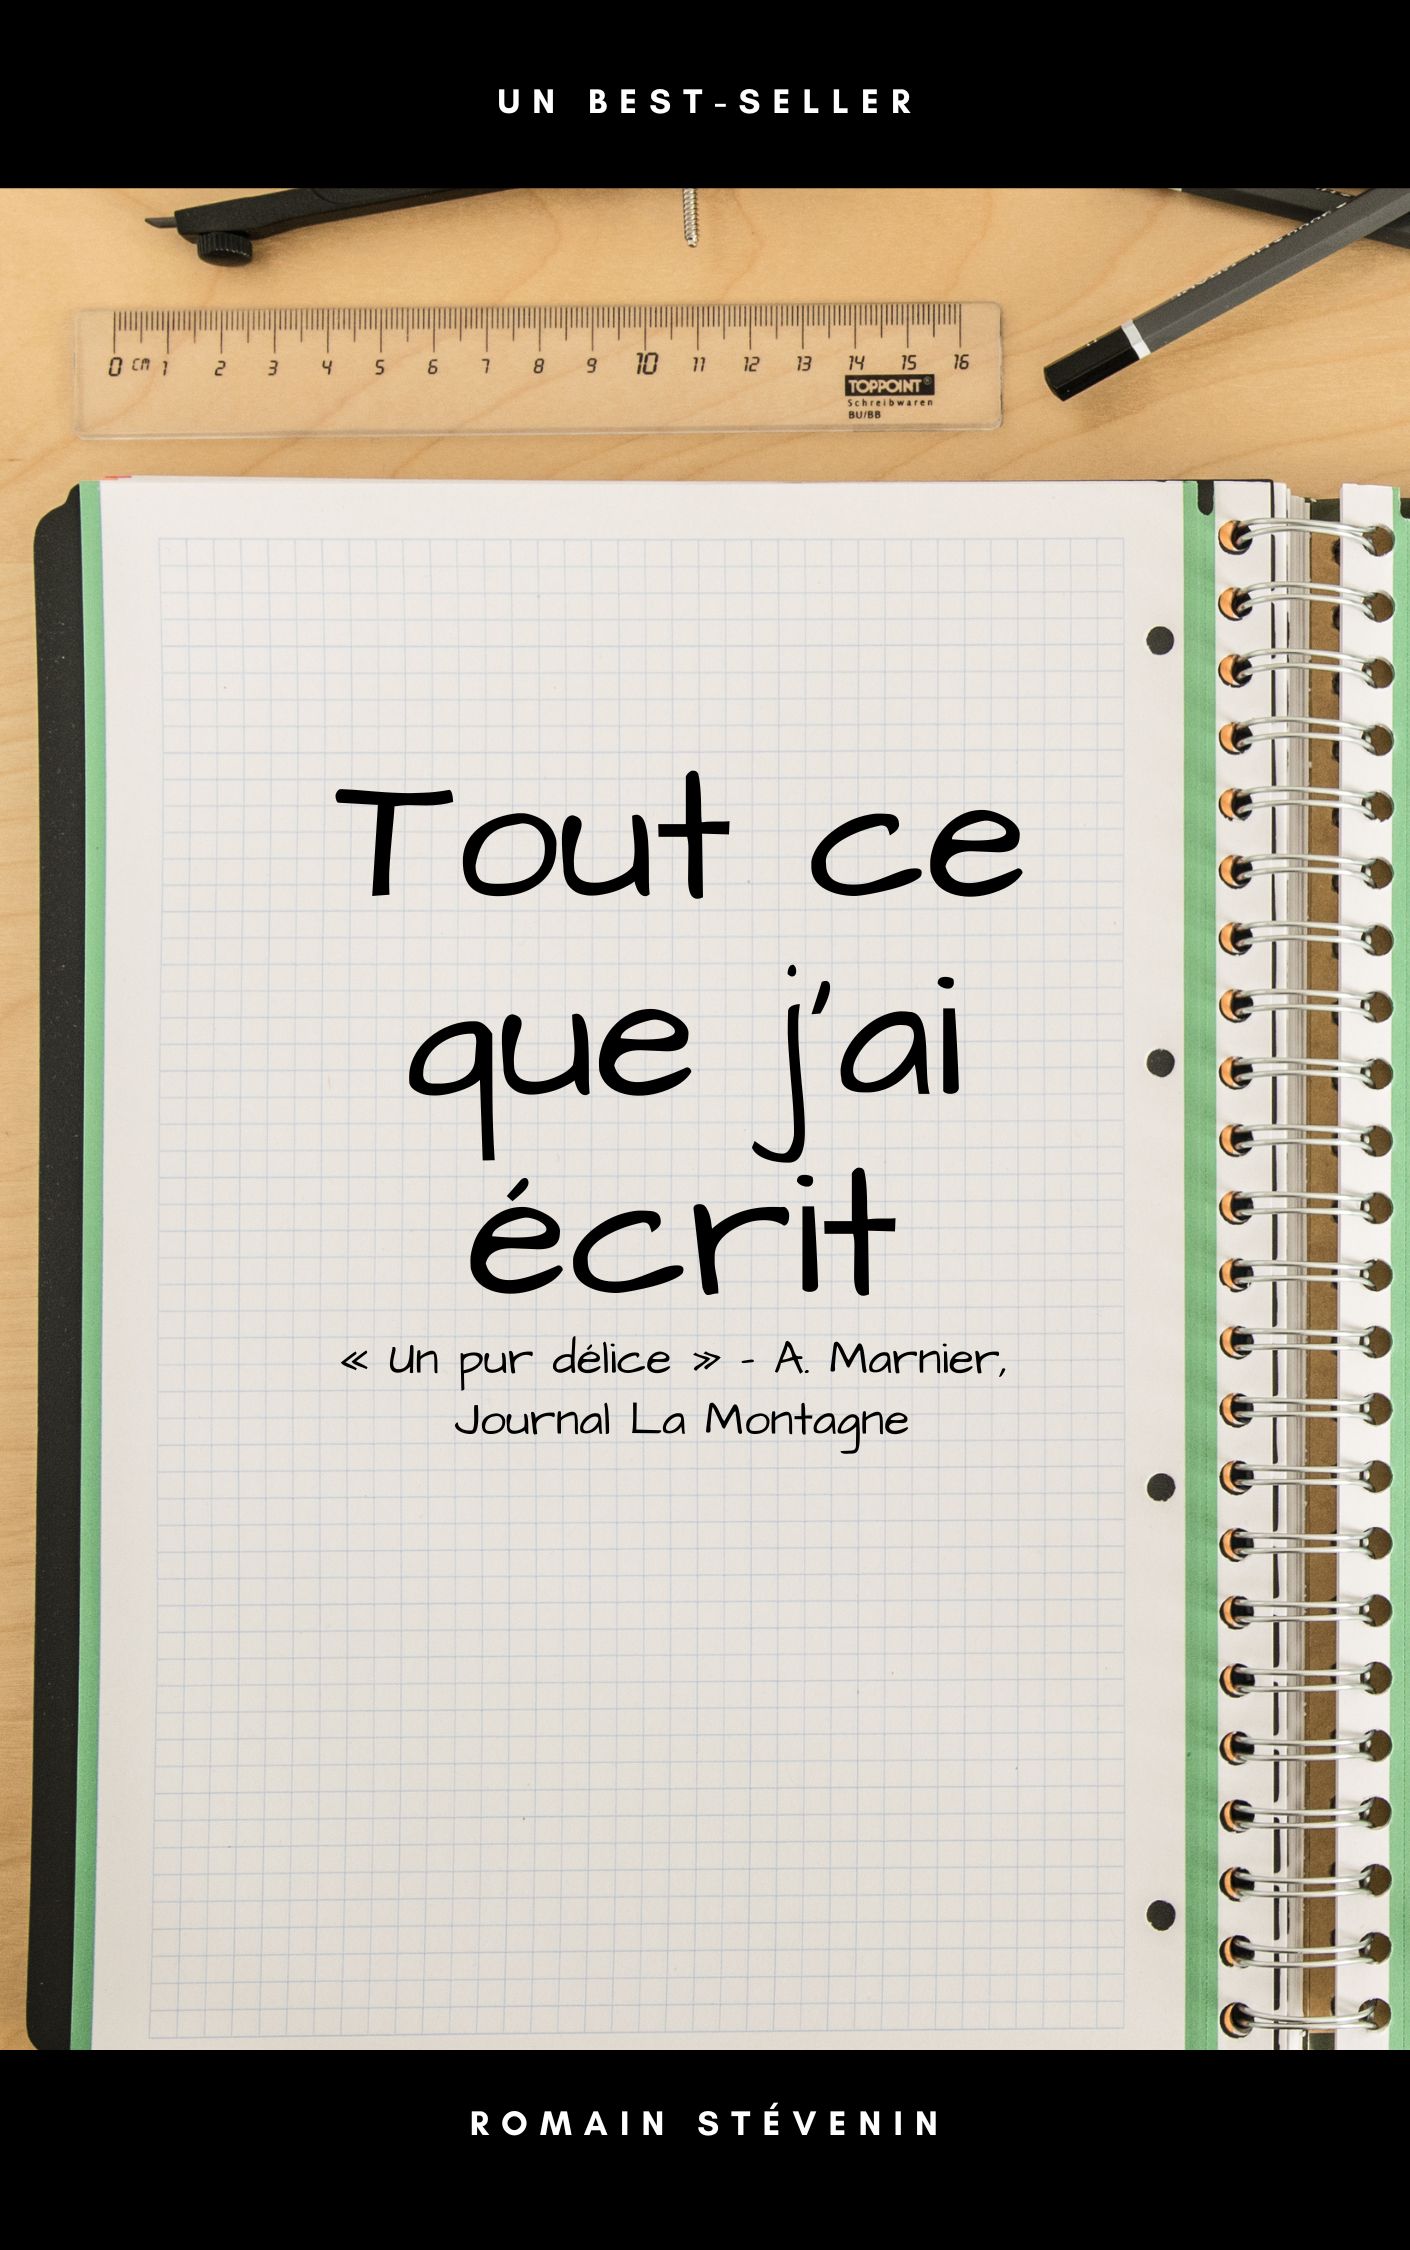 UN BEST-SELLER
0 CM 1 2 3 4 5 6 7 8 9 10 11 12 13 14 15 16
TOPPOINT®
Schreibwaren
BU/BB
Tout ce
que j'ai
écrit
« Un pur délice » - A. Marnier,
Journal La Montagne
ROMAIN STÉVENIN